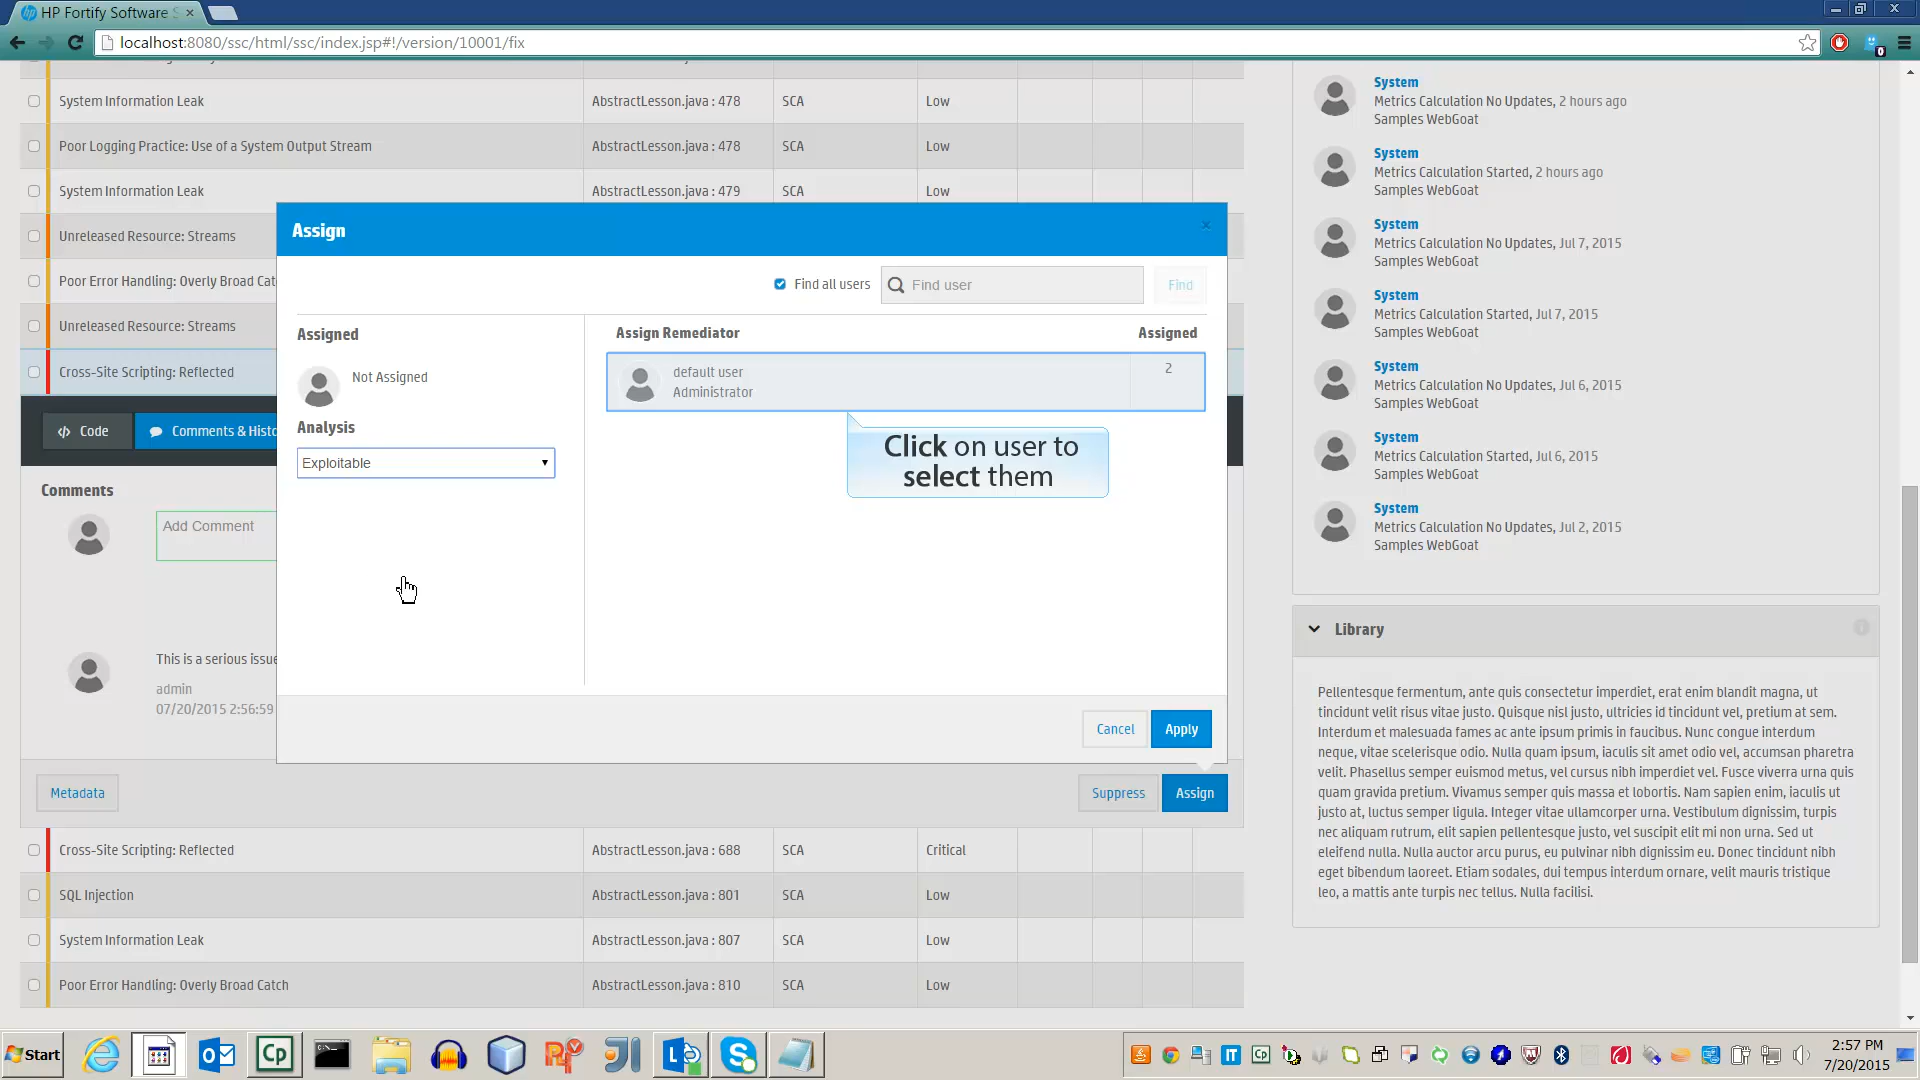 HP Fortify Software S
localhost:8080/ssc/html/ssc/index.jsp#!/version/10001/fix
System Information Leak AbstractLesson.java : 478 SCA Low
Poor Logging Practice: Use of a System Output Stream AbstractLesson.java : 478 SCA Low
System Information Leak AbstractLesson.java : 479 SCA Low
Unreleased Resource: Streams
Poor Error Handling: Overly Broad Cat
Unreleased Resource: Streams
Cross-Site Scripting: Reflected
Code Comments & Histo
Comments
Add Comment
This is a serious issue
admin
07/20/2015 2:56:59
Metadata
Assign
Find all users Find user Find
Assigned
Not Assigned
Analysis
Exploitable
Assign Remediator Assigned
default user 2
Administrator
Click on user to
select them
Cancel Apply
Suppress Assign
Cross-Site Scripting: Reflected AbstractLesson.java : 688 SCA Critical
SQL Injection AbstractLesson.java : 801 SCA Low
System Information Leak AbstractLesson.java : 807 SCA Low
Poor Error Handling: Overly Broad Catch AbstractLesson.java : 810 SCA Low
System
Metrics Calculation No Updates, 2 hours ago
Samples WebGoat
System
Metrics Calculation Started, 2 hours ago
Samples WebGoat
System
Metrics Calculation No Updates, Jul 7, 2015
Samples WebGoat
System
Metrics Calculation Started, Jul 7, 2015
Samples WebGoat
System
Metrics Calculation No Updates, Jul 6, 2015
Samples WebGoat
System
Metrics Calculation Started, Jul 6, 2015
Samples WebGoat
System
Metrics Calculation No Updates, Jul 2, 2015
Samples WebGoat
Library
Pellentesque fermentum, ante quis consectetur imperdiet, erat enim blandit magna, ut
tincidunt velit risus vitae justo. Quisque nisl justo, ultricies id tincidunt vel, pretium at sem.
Interdum et malesuada fames ac ante ipsum primis in faucibus. Nunc congue interdum
neque, vitae scelerisque odio. Nulla quam ipsum, iaculis sit amet odio vel, accumsan pharetra
velit. Phasellus semper euismod metus, vel cursus nibh imperdiet vel. Fusce viverra urna quis
quam gravida pretium. Vivamus semper quis massa et lobortis. Nam sapien enim, iaculis ut
justo at, luctus semper ligula. Integer vitae ullamcorper urna. Vestibulum dignissim, turpis
nec aliquam rutrum, elit sapien pellentesque justo, vel suscipit elit mi non urna. Sed ut
eleifend nulla. Nulla auctor arcu purus, eu pulvinar nibh dignissim eu. Donec tincidunt nibh
eget bibendum laoreet. Etiam sodales, dui tempus interdum ornare, velit mauris tristique
leo, a mattis ante turpis nec tellus. Nulla facilisi.
Start
2:57 PM
7/20/2015